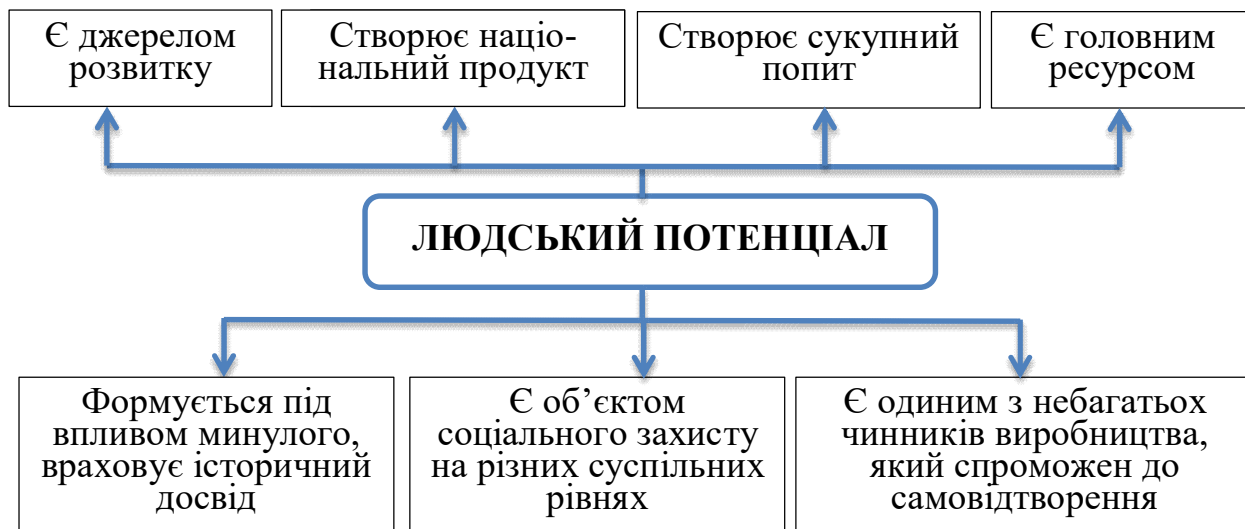 Є джерелом
розвитку
Створює націо-
нальний продукт
Створює сукупний
попит
Є головним
ресурсом
ЛЮДСЬКИЙ ПОТЕНЦІАЛ
Формується під
впливом минулого,
враховує історичний
досвід
Є об’єктом
соціального захисту
на різних суспільних
рівнях
Є одиним з небагатьох
чинників виробництва,
який спроможен до
самовідтворення